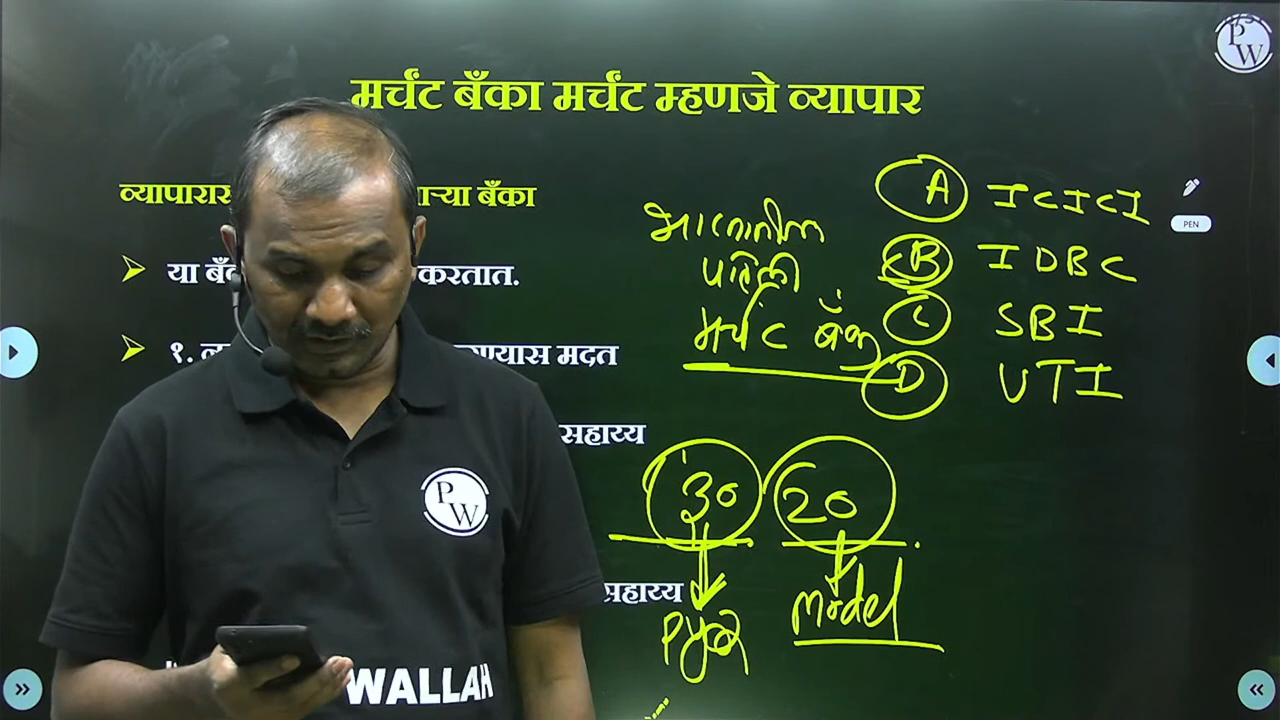 PW
मर्चंट बँका मर्चंट म्हणजे व्यापार
व्यापारास ऱ्या बँका
या बँ करतात.
१. ण्यास मदत
सहाय्य
सहाय्य
भारतातील
पहिली
मर्चंट बँक
A ICICI
B IDBC
C SBI
D UTI
PEN
30 20
PYQ Model
PW
WALLAH